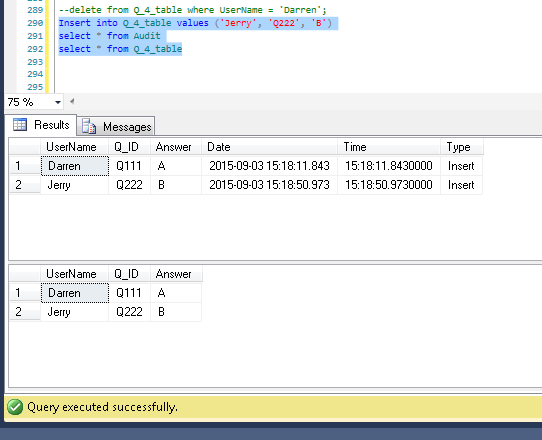 289 --delete from Q_4_table where UserName = 'Darren';
290 Insert into Q_4_table values ('Jerry', 'Q222', 'B')
291 select * from Audit
292 select * from Q_4_table
293
294
295
75 %
Results Messages
UserName Q_ID Answer Date Time Type
1 Darren Q111 A 2015-09-03 15:18:11.843 15:18:11.8430000 Insert
2 Jerry Q222 B 2015-09-03 15:18:50.973 15:18:50.9730000 Insert
UserName Q_ID Answer
1 Darren Q111 A
2 Jerry Q222 B
Query executed successfully.